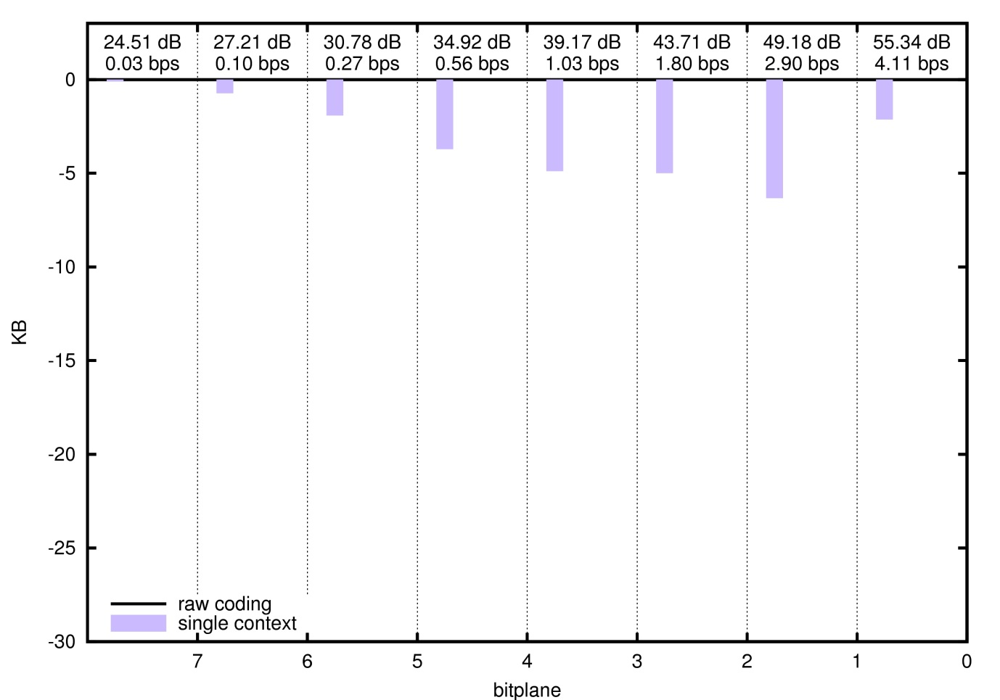 24.51 dB 27.21 dB 30.78 dB 34.92 dB 39.17 dB 43.71 dB 49.18 dB 55.34 dB
0.03 bps 0.10 bps 0.27 bps 0.56 bps 1.03 bps 1.80 bps 2.90 bps 4.11 bps
0
-5
-10
KB
-15
-20
-25
raw coding
single context
-30
7 6 5 4 3 2 1 0
bitplane